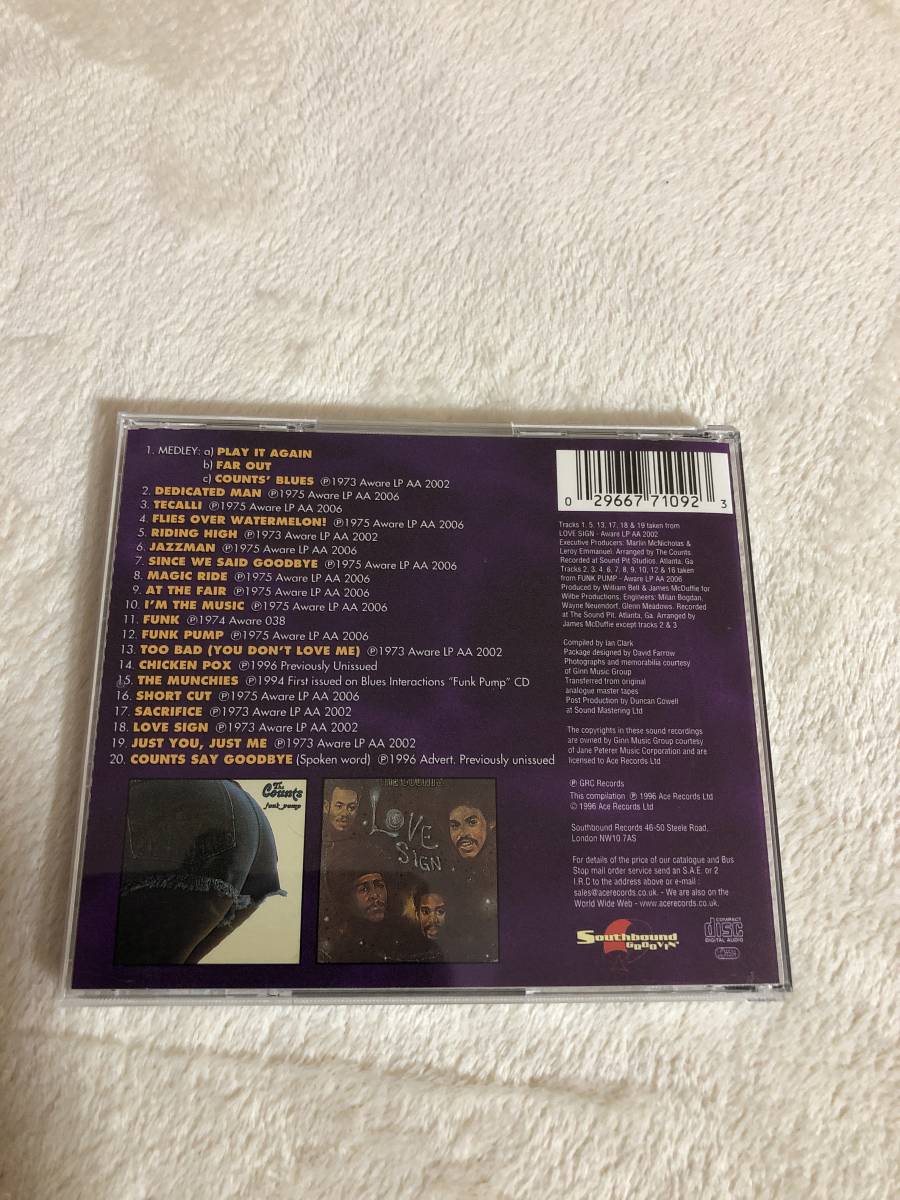 1. MEDLEY: a) PLAY IT AGAIN
b) FAR OUT
c) COUNTS' BLUES ℗1973 Aware LP AA 2002
2. DEDICATED MAN ℗1975 Aware LP AA 2006
3. TECALLI ℗1975 Aware LP AA 2006
4. FLIES OVER WATERMELON! ℗1975 Aware LP AA 2006
5. RIDING HIGH ℗1973 Aware LP AA 2002
6. JAZZMAN ℗1975 Aware LP AA 2006
7. SINCE WE SAID GOODBYE ℗1975 Aware LP AA 2006
8. MAGIC RIDE ℗1975 Aware LP AA 2006
9. AT THE FAIR ℗1975 Aware LP AA 2006
10. I'M THE MUSIC ℗1975 Aware LP AA 2006
11. FUNK ℗1974 Aware 038
12. FUNK PUMP ℗1975 Aware LP AA 2006
13. TOO BAD (YOU DON'T LOVE ME) ℗1973 Aware LP AA 2002
14. CHICKEN POX ℗1996 Previously Unissued
15. THE MUNCHIES ℗1994 First issued on Blues Interactions "Funk Pump" CD
16. SHORT CUT ℗1975 Aware LP AA 2006
17. SACRIFICE ℗1973 Aware LP AA 2002
18. LOVE SIGN ℗1973 Aware LP AA 2002
19. JUST YOU, JUST ME ℗1973 Aware LP AA 2002
20. COUNTS SAY GOODBYE (Spoken word) ℗1996 Advert. Previously unissued
The
Counts
funk pump
THE COUNTS
LOVE
SIGN
0 29667 71092 3
Tracks 1, 5, 13, 17, 18 & 19 taken from
LOVE SIGN - Aware LP AA 2002
Executive Producers: Marlin McNicholas &
Leroy Emmanuel. Arranged by The Counts.
Recorded at Sound Pit Studios, Atlanta, Ga
Tracks 2, 3, 4, 6, 7, 8, 9, 10, 12 & 16 taken
from FUNK PUMP - Aware LP AA 2006
Produced by William Bell & James McDuffie for
Wilbe Productions. Engineers: Milan Bogdan,
Wayne Neuendorf, Glenn Meadows. Recorded
at The Sound Pit, Atlanta, Ga. Arranged by
James McDuffie except tracks 2 & 3
Compiled by Ian Clark
Package designed by David Farrow
Photographs and memorabilia courtesy
of Ginn Music Group
Transferred from original
analogue master tapes
Post Production by Duncan Cowell
at Sound Mastering Ltd
The copyrights in these sound recordings
are owned by Ginn Music Group courtesy
of Jane Peterer Music Corporation and are
licensed to Ace Records Ltd
℗ GRC Records
This compilation ℗ 1996 Ace Records Ltd
© 1996 Ace Records Ltd
Southbound Records 46-50 Steele Road,
London NW10 7AS
For details of the price of our catalogue and Bus
Stop mail order service send an S.A.E. or 2
I.R.C to the address above or e-mail :
sales@acerecords.co.uk. - We are also on the
World Wide Web - www.acerecords.co.uk.
Southbound
GROOVIN'
COMPACT
disc
DIGITAL AUDIO